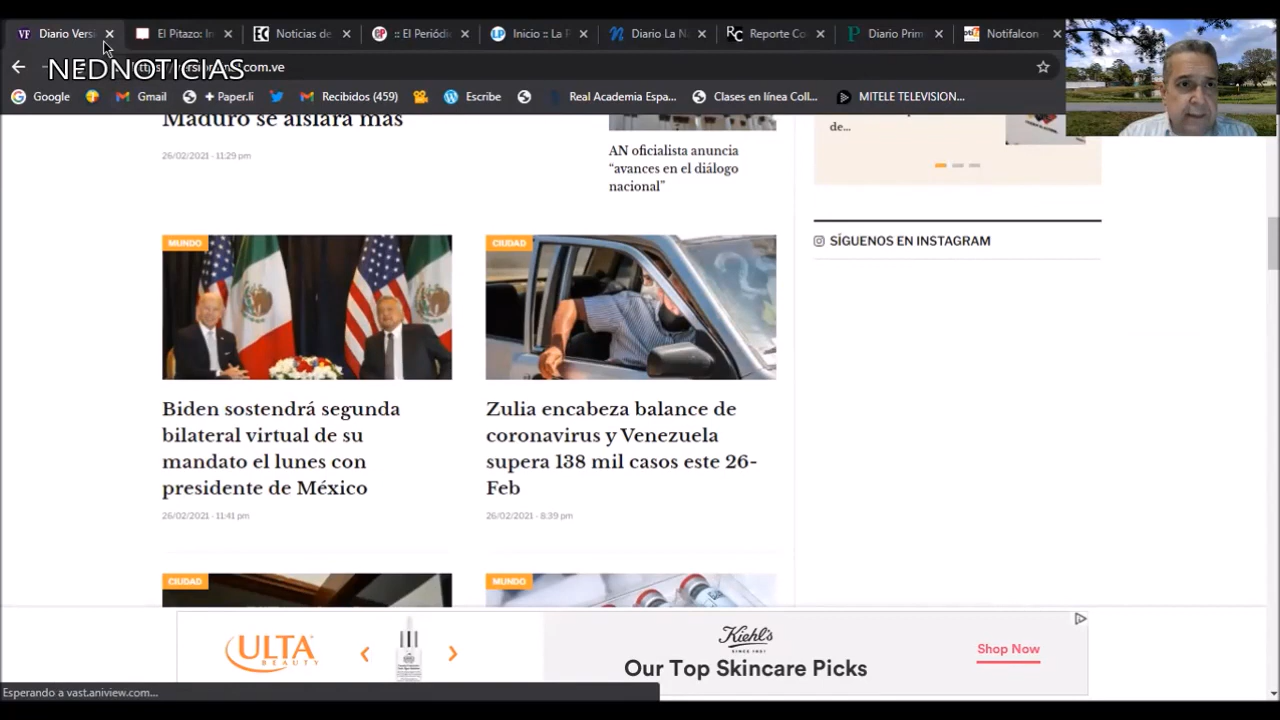 Diario Versi
El Pitazo: In
Noticias de
:: El Periódic
Inicio :: La P
Diario La Na
Reporte Co
Diario Prim
Notifalcon
NEDNOTICIAS
.com.ve
Google
Gmail
+ Paper.li
Recibidos (459)
Escribe
Real Academia Espa...
Clases en línea Coll...
MITELE TELEVISION...
Maduro se aislará más
26/02/2021 - 11:29 pm
AN oficialista anuncia
“avances en el diálogo
nacional”
de...
SÍGUENOS EN INSTAGRAM
MUNDO
Biden sostendrá segunda
bilateral virtual de su
mandato el lunes con
presidente de México
26/02/2021 - 11:41 pm
CIUDAD
Zulia encabeza balance de
coronavirus y Venezuela
supera 138 mil casos este 26-
Feb
26/02/2021 - 8:39 pm
CIUDAD
MUNDO
ULTA
BEAUTY
Kiehl's
SINCE 1851
Our Top Skincare Picks
Shop Now
Esperando a vast.aniview.com...